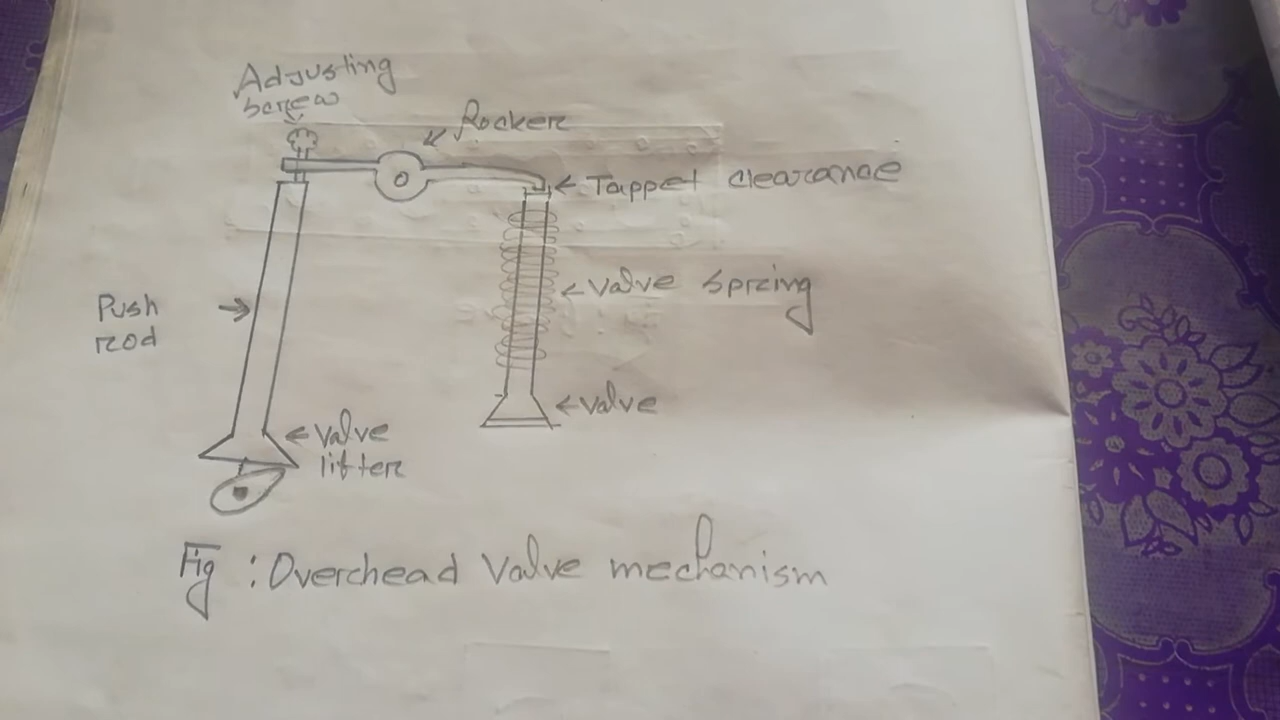 Adjusting
screw
Rocker
Tappet clearance
Valve spring
Push
rod
Valve
Valve
lifter
Fig : Overhead Valve mechanism